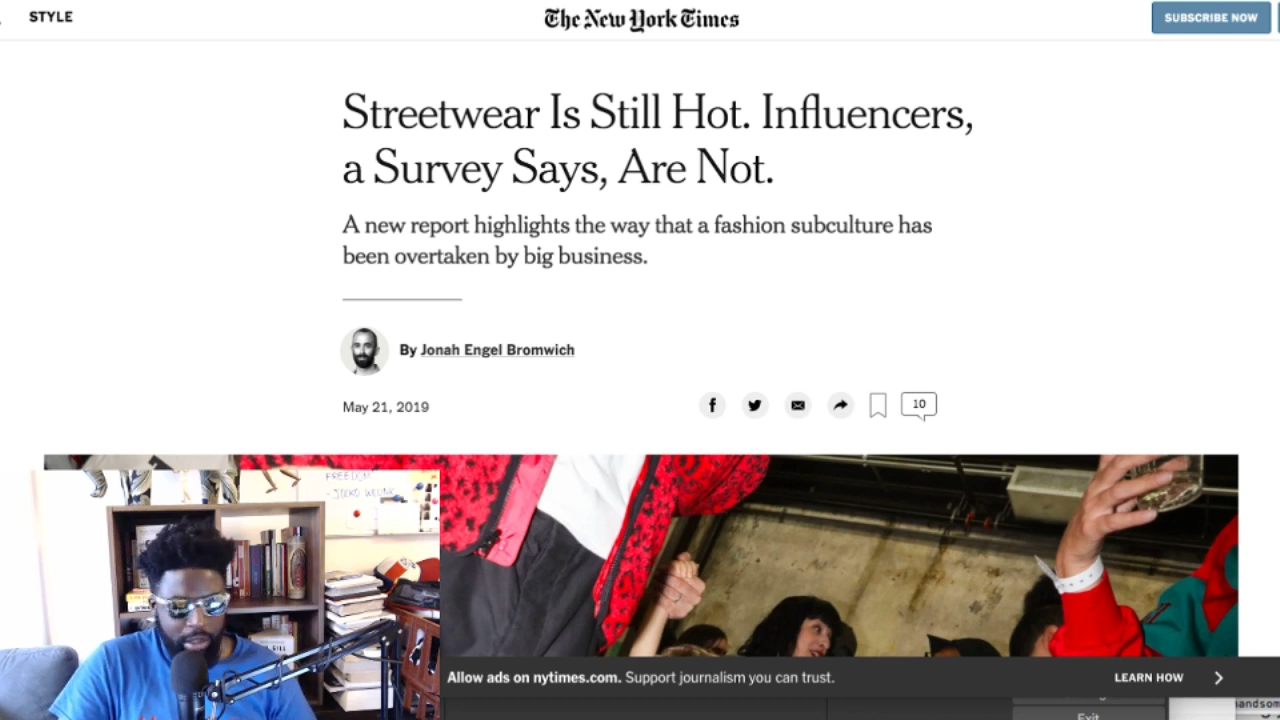 STYLE
The New York Times
SUBSCRIBE NOW
Streetwear Is Still Hot. Influencers,
a Survey Says, Are Not.
A new report highlights the way that a fashion subculture has
been overtaken by big business.
By Jonah Engel Bromwich
May 21, 2019
10
FREEDOM
Allow ads on nytimes.com. Support journalism you can trust.
LEARN HOW
Exit